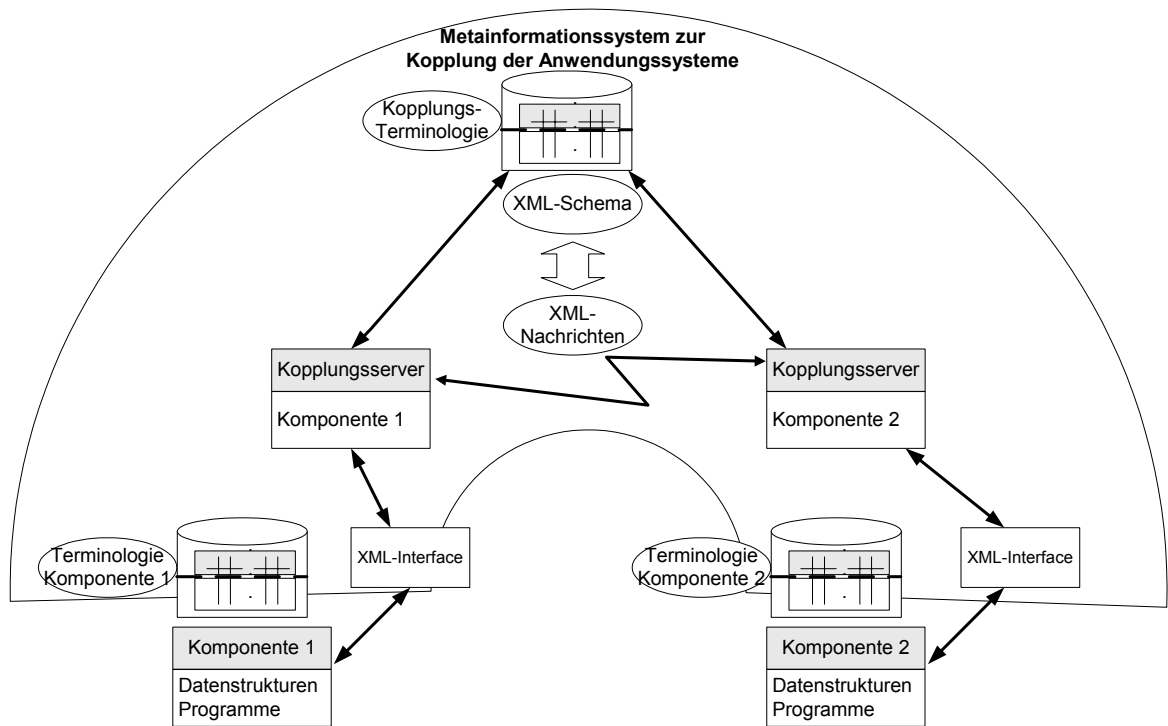 Metainformationssystem zur
Kopplung der Anwendungssysteme
Kopplungs-
Terminologie
XML-Schema
XML-
Nachrichten
Kopplungsserver
Komponente 1
Kopplungsserver
Komponente 2
Terminologie
Komponente 1
XML-Interface
Terminologie
Komponente 2
XML-Interface
Komponente 1
Datenstrukturen
Programme
Komponente 2
Datenstrukturen
Programme